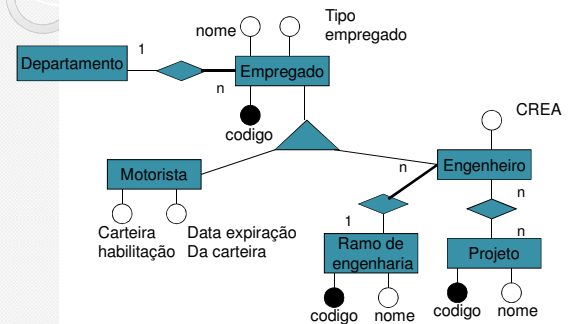 Tipo
empregado
nome
1
Departamento
Empregado
n
codigo
CREA
n
Engenheiro
Motorista
n
1
Carteira
habilitação
Data expiração
Da carteira
Ramo de
engenharia
n
Projeto
codigo
nome
codigo
nome